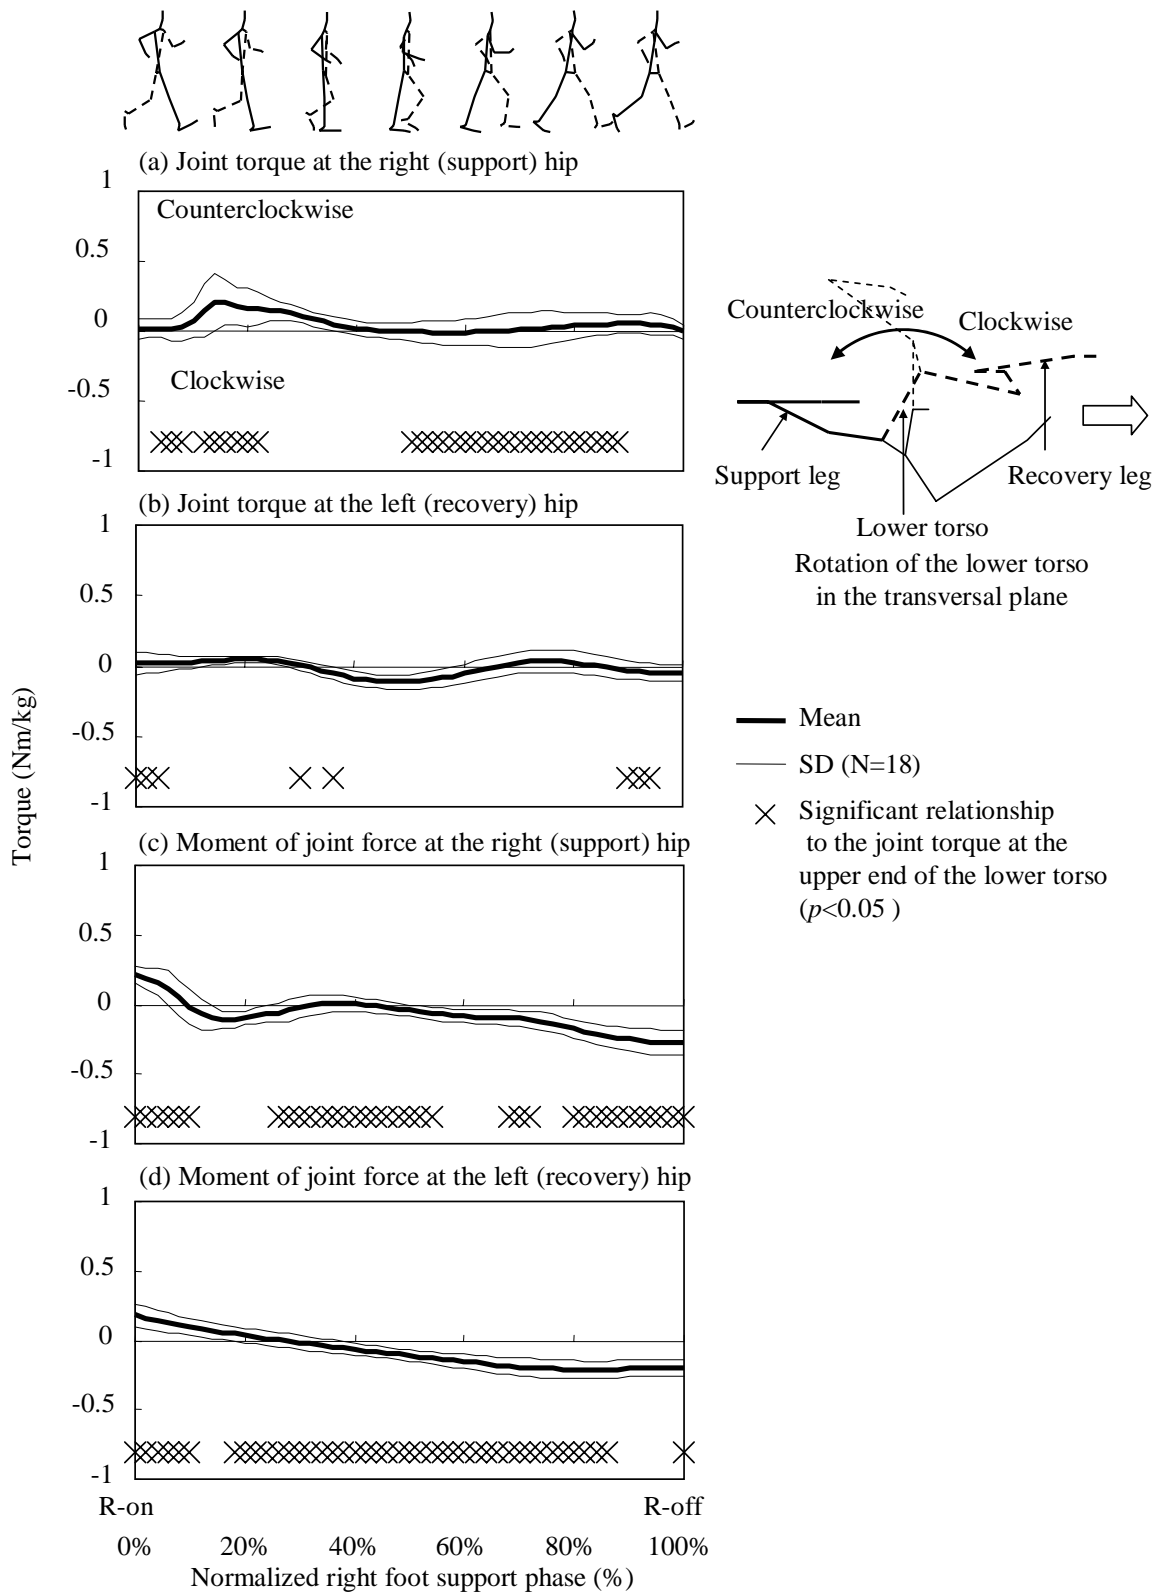 (a) Joint torque at the right (support) hip
1
0.5
0
-0.5
-1
Counterclockwise
Clockwise
Counterclockwise
Clockwise
Support leg
Recovery leg
Lower torso
Rotation of the lower torso
in the transversal plane
(b) Joint torque at the left (recovery) hip
1
0.5
0
-0.5
-1
Torque (Nm/kg)
Mean
SD (N=18)
Significant relationship
to the joint torque at the
upper end of the lower torso
(p<0.05 )
(c) Moment of joint force at the right (support) hip
1
0.5
0
-0.5
-1
(d) Moment of joint force at the left (recovery) hip
1
0.5
0
-0.5
-1
R-on R-off
0% 20% 40% 60% 80% 100%
Normalized right foot support phase (%)